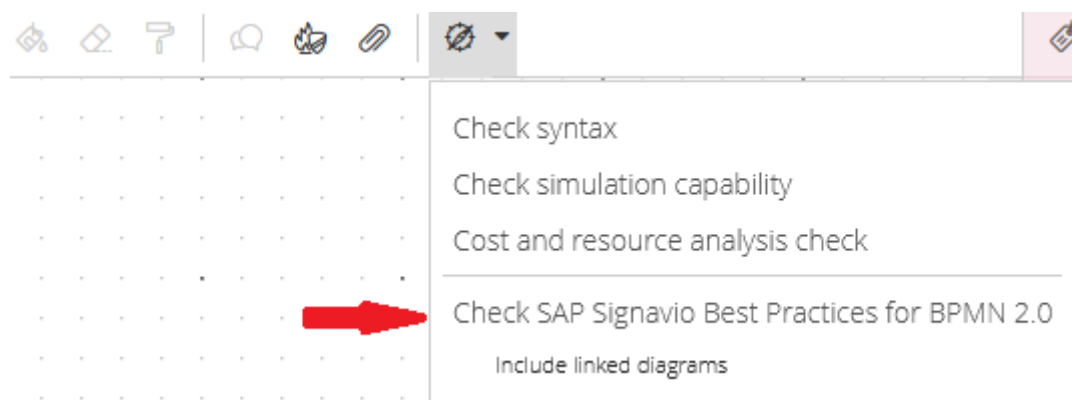 Check syntax
Check simulation capability
Cost and resource analysis check
Check SAP Signavio Best Practices for BPMN 2.0
Include linked diagrams